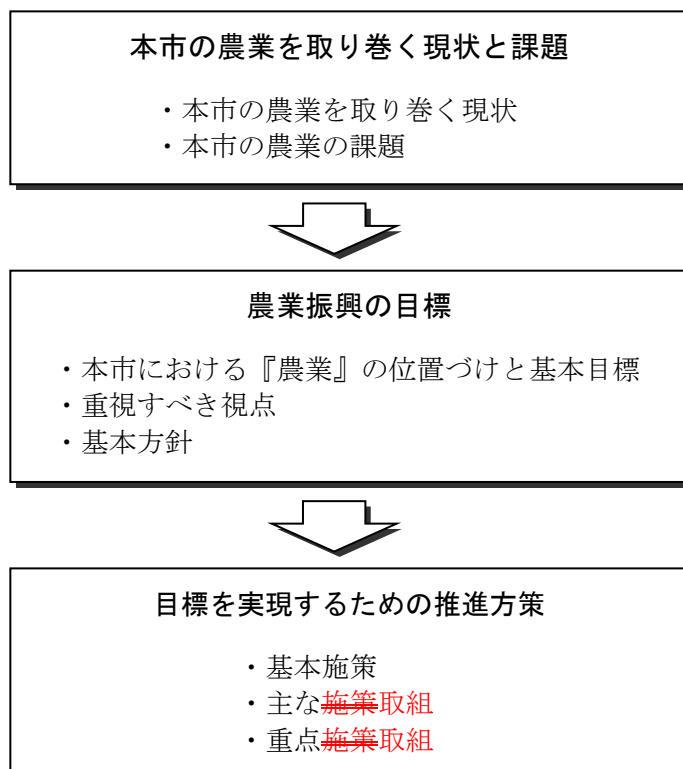 本市の農業を取り巻く現状と課題
・本市の農業を取り巻く現状
・本市の農業の課題
農業振興の目標
・本市における『農業』の位置づけと基本目標
・重視すべき視点
・基本方針
目標を実現するための推進方策
・基本施策
・主な施策取組
・重点施策取組